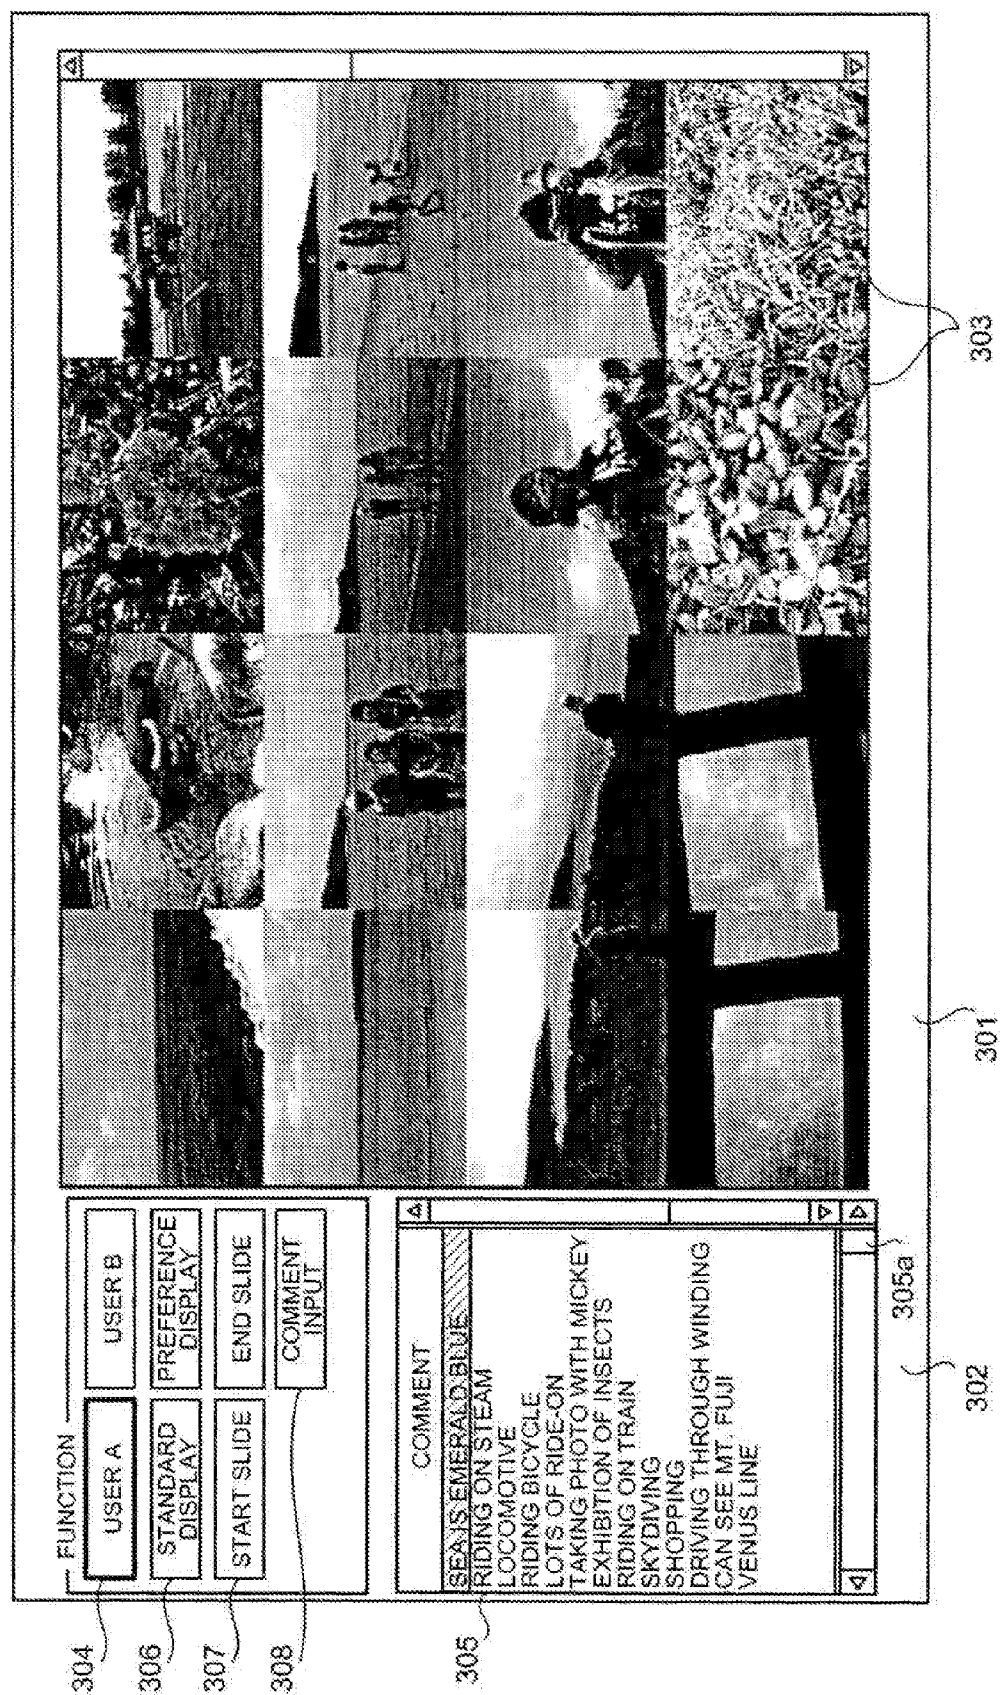 FUNCTION
304
USER A
USER B
306
STANDARD
DISPLAY
PREFERENCE
DISPLAY
307
START SLIDE
END SLIDE
308
COMMENT
INPUT
305
COMMENT
SEA IS EMERALD BLUE
RIDING ON STEAM
LOCOMOTIVE
RIDING BICYCLE
LOTS OF RIDE-ON
TAKING PHOTO WITH MICKEY
EXHIBITION OF INSECTS
RIDING ON TRAIN
SKYDIVING
SHOPPING
DRIVING THROUGH WINDING
CAN SEE MT. FUJI
VENUS LINE
305a
302
301
303